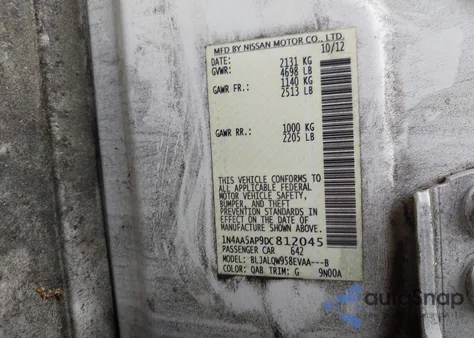 MFD BY NISSAN MOTOR CO., LTD.
10/12
DATE: 2131 KG
GVWR: 4698 LB
GAWR FR.: 1140 KG
2513 LB
GAWR RR.: 1000 KG
2205 LB
THIS VEHICLE CONFORMS TO
ALL APPLICABLE FEDERAL
MOTOR VEHICLE SAFETY,
BUMPER, AND THEFT
PREVENTION STANDARDS IN
EFFECT ON THE DATE OF
MANUFACTURE SHOWN ABOVE.
1N4AA5AP9DC812045
PASSENGER CAR 642
MODEL: BLJALQW958EVAA---B
COLOR: QAB TRIM: G 9N00A
autoSnap